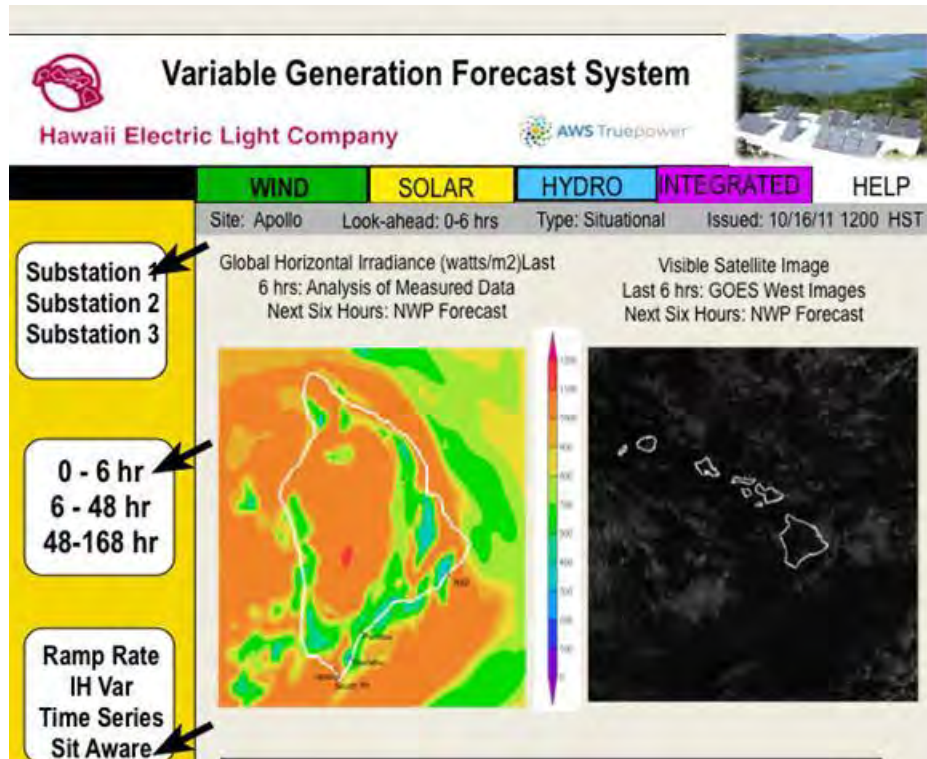 Variable Generation Forecast System
Hawaii Electric Light Company
AWS Truepower
WIND SOLAR HYDRO INTEGRATED HELP
Site: Apollo Look-ahead: 0-6 hrs Type: Situational Issued: 10/16/11 1200 HST
Substation 1
Substation 2
Substation 3
Global Horizontal Irradiance (watts/m2)Last
6 hrs: Analysis of Measured Data
Next Six Hours: NWP Forecast
Visible Satellite Image
Last 6 hrs: GOES West Images
Next Six Hours: NWP Forecast
0 - 6 hr
6 - 48 hr
48-168 hr
Ramp Rate
IH Var
Time Series
Sit Aware